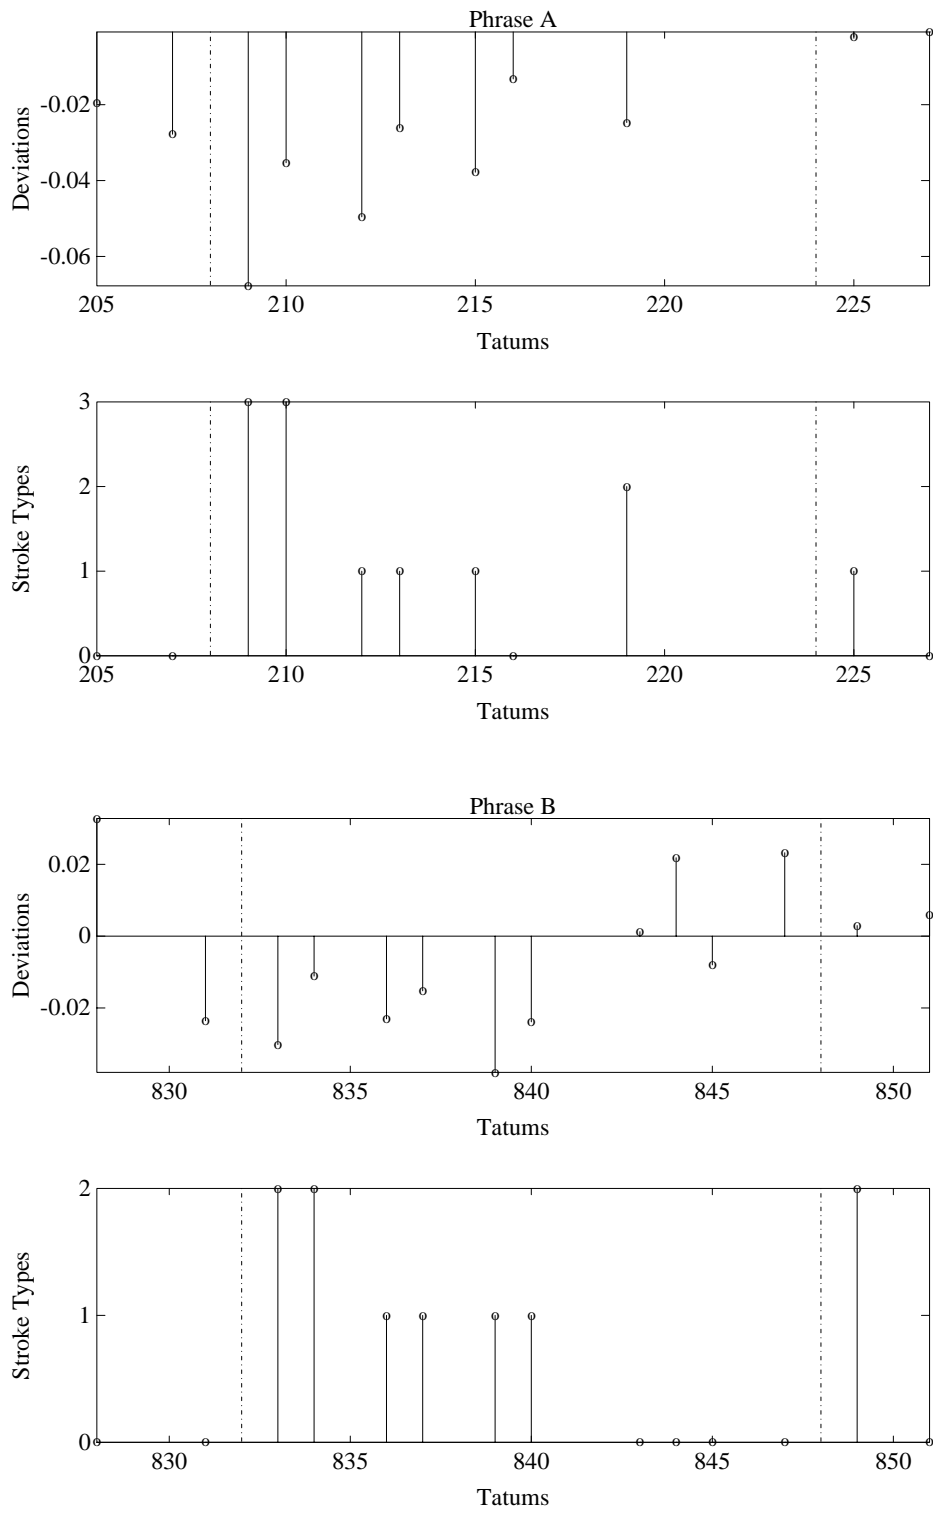 Phrase A
Deviations
-0.02
-0.04
-0.06
205 210 215 220 225
Tatums
Stroke Types
3
2
1
0
205 210 215 220 225
Tatums
Phrase B
Deviations
0.02
0
-0.02
830 835 840 845 850
Tatums
Stroke Types
2
1
0
830 835 840 845 850
Tatums